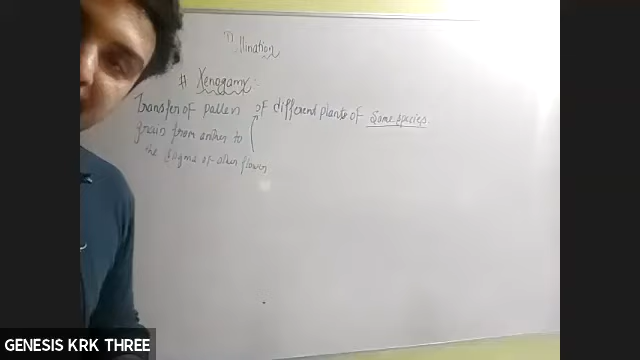 Pollination
# Xenogamy:
Transfer of pollen of different plants of Same species.
grain from anther to
the stigma of other flower
GENESIS KRK THREE